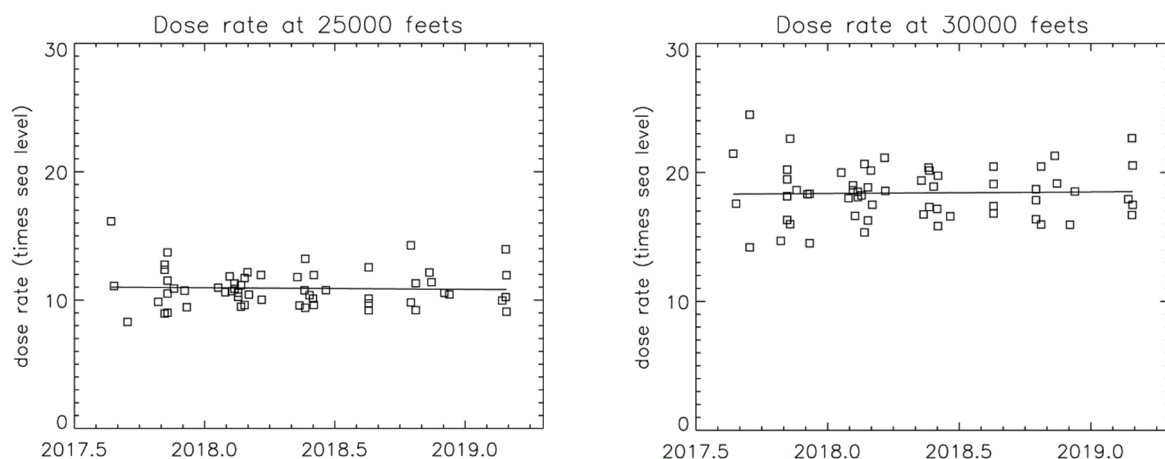 Dose rate at 25000 feets
30
20
10
0
dose rate (times sea level)
2017.5 2018.0 2018.5 2019.0
Dose rate at 30000 feets
30
20
10
0
dose rate (times sea level)
2017.5 2018.0 2018.5 2019.0